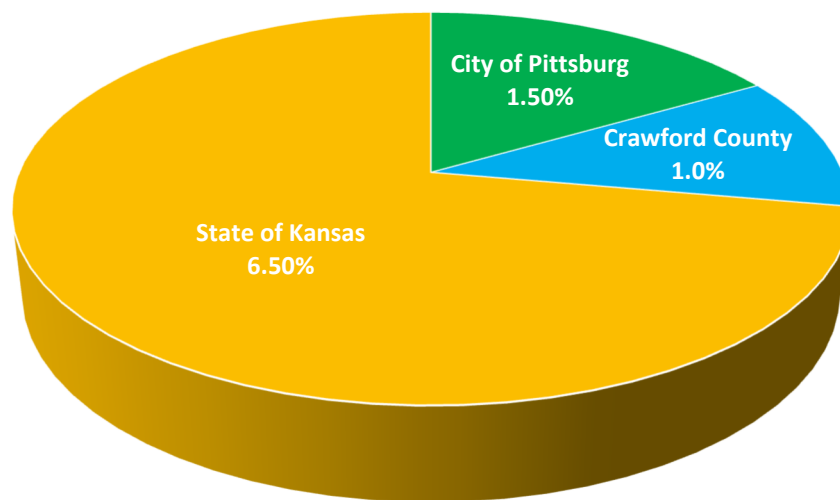 City of Pittsburg
1.50%
Crawford County
1.0%
State of Kansas
6.50%